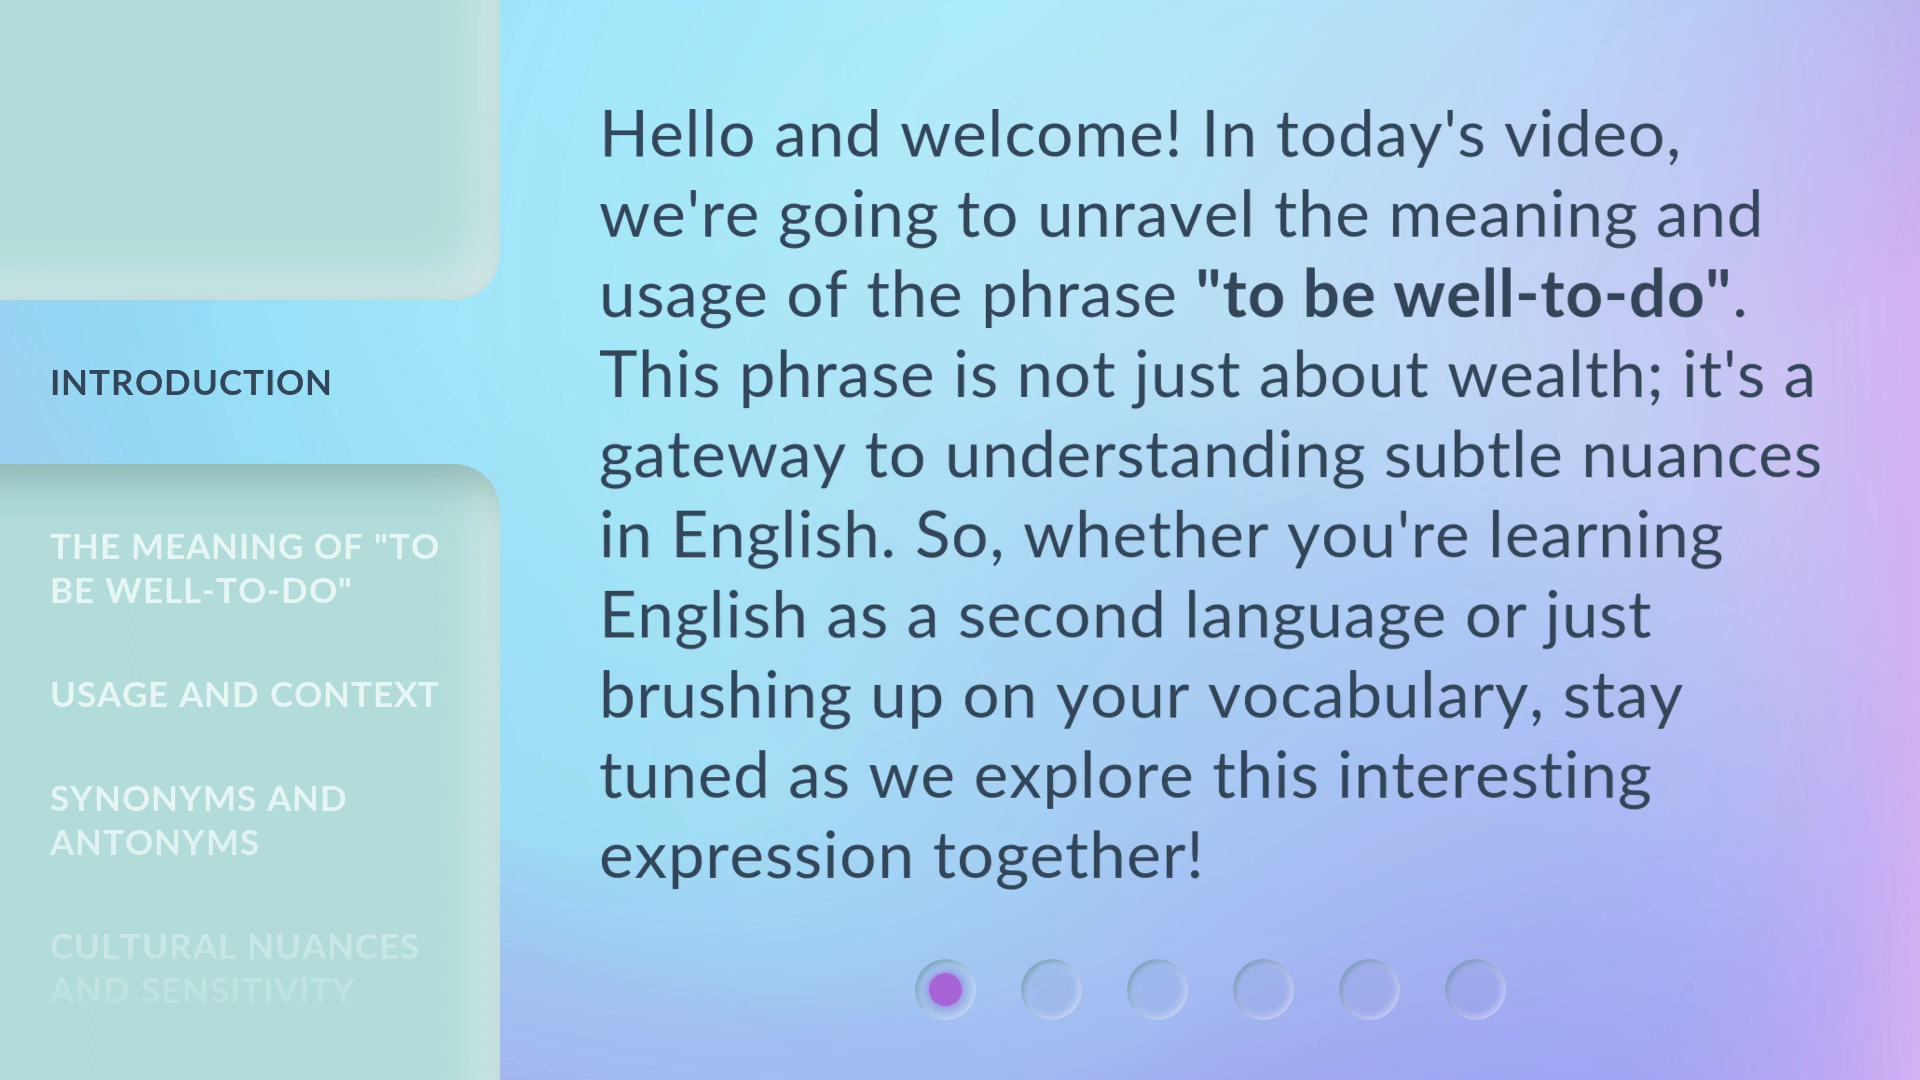 INTRODUCTION
THE MEANING OF "TO
BE WELL-TO-DO"
USAGE AND CONTEXT
SYNONYMS AND
ANTONYMS
CULTURAL NUANCES
AND SENSITIVITY
Hello and welcome! In today's video,
we're going to unravel the meaning and
usage of the phrase "to be well-to-do".
This phrase is not just about wealth; it's a
gateway to understanding subtle nuances
in English. So, whether you're learning
English as a second language or just
brushing up on your vocabulary, stay
tuned as we explore this interesting
expression together!